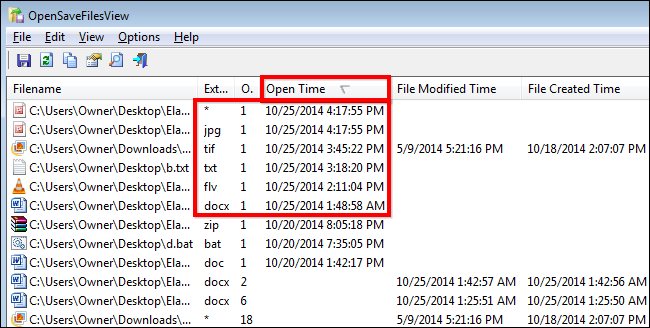 OpenSaveFilesView
File Edit View Options Help
Filename Ext... O. Open Time File Modified Time File Created Time
C:\Users\Owner\Desktop\Ela... * 1 10/25/2014 4:17:55 PM
C:\Users\Owner\Desktop\Ela... jpg 1 10/25/2014 4:17:55 PM
C:\Users\Owner\Downloads\... tif 1 10/25/2014 3:45:22 PM 5/9/2014 5:21:16 PM 10/18/2014 2:07:07 PM
C:\Users\Owner\Desktop\b.txt txt 1 10/25/2014 3:18:20 PM
C:\Users\Owner\Desktop\Ela... flv 1 10/25/2014 2:11:04 PM
C:\Users\Owner\Desktop\Ela... docx 1 10/25/2014 1:48:58 AM
C:\Users\Owner\Desktop\Ela... zip 1 10/20/2014 8:05:18 PM
C:\Users\Owner\Desktop\d.bat bat 1 10/20/2014 7:35:05 PM
C:\Users\Owner\Desktop\Ela... doc 1 10/20/2014 1:42:17 PM
C:\Users\Owner\Desktop\Ela... docx 2 10/25/2014 1:42:57 AM 10/25/2014 1:42:56 AM
C:\Users\Owner\Desktop\Ela... docx 6 10/25/2014 1:25:51 AM 10/25/2014 1:25:50 AM
C:\Users\Owner\Downloads\... * 18 5/9/2014 5:21:16 PM 10/18/2014 2:07:07 PM